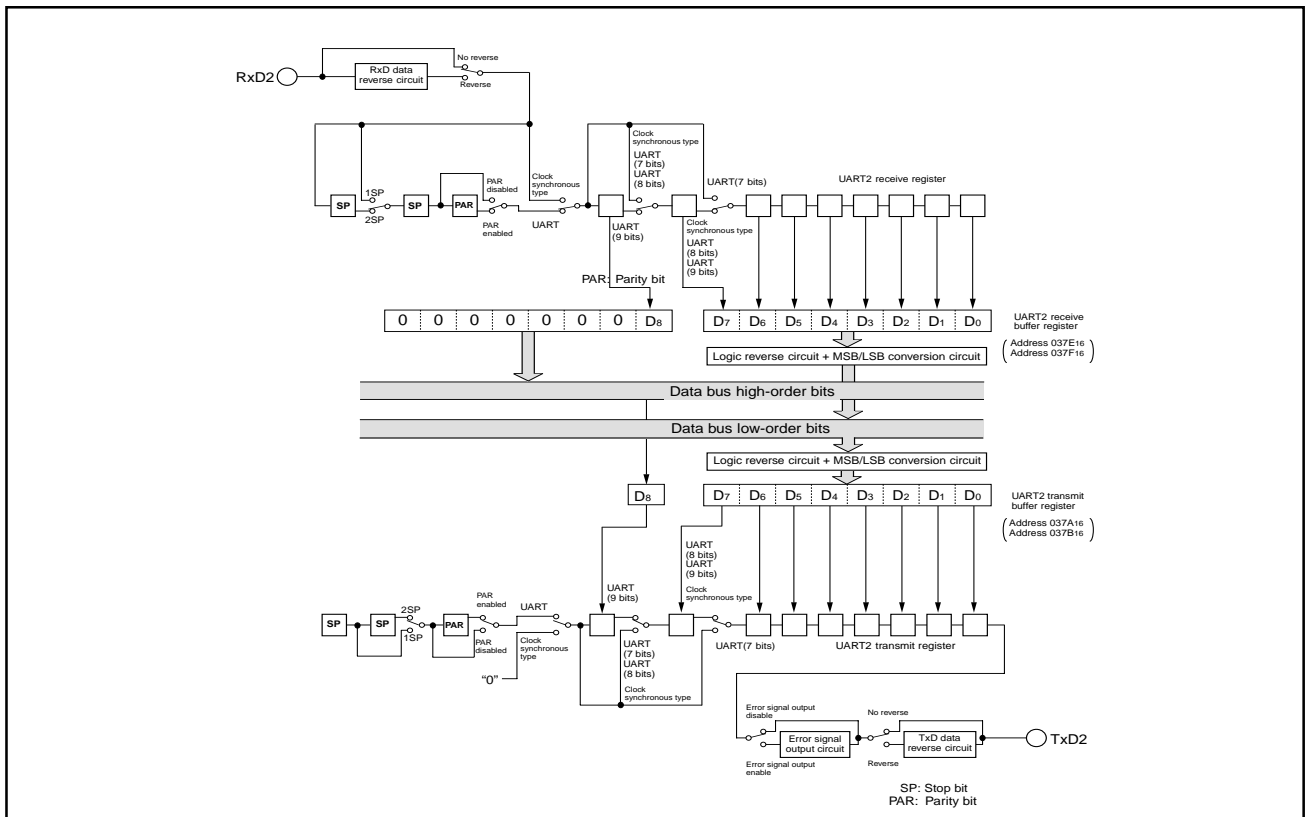 No reverse
RxD2
RxD data
reverse circuit
Reverse
Clock
synchronous type
UART
(7 bits)
UART
(8 bits)
1SP
2SP
PAR
disabled
Clock
synchronous
type
UART(7 bits)
UART2 receive register
SP
SP
PAR
PAR
enabled
UART
UART
(9 bits)
Clock
synchronous type
UART
(8 bits)
UART
(9 bits)
PAR: Parity bit
0 0 0 0 0 0 0 D8
D7 D6 D5 D4 D3 D2 D1 D0
UART2 receive
buffer register
Address 037E16
Address 037F16
Logic reverse circuit + MSB/LSB conversion circuit
Data bus high-order bits
Data bus low-order bits
Logic reverse circuit + MSB/LSB conversion circuit
D8
D7 D6 D5 D4 D3 D2 D1 D0
UART2 transmit
buffer register
Address 037A16
Address 037B16
UART
(8 bits)
UART
(9 bits)
Clock
synchronous type
UART
(9 bits)
PAR
enabled
UART
2SP
SP
SP
PAR
1SP
PAR
disabled
Clock
synchronous
type
“0”
UART
(7 bits)
UART
(8 bits)
Clock
synchronous type
UART(7 bits)
UART2 transmit register
Error signal output
disable
No reverse
Error signal
output circuit
TxD data
reverse circuit
TxD2
Error signal output
enable
Reverse
SP: Stop bit
PAR: Parity bit